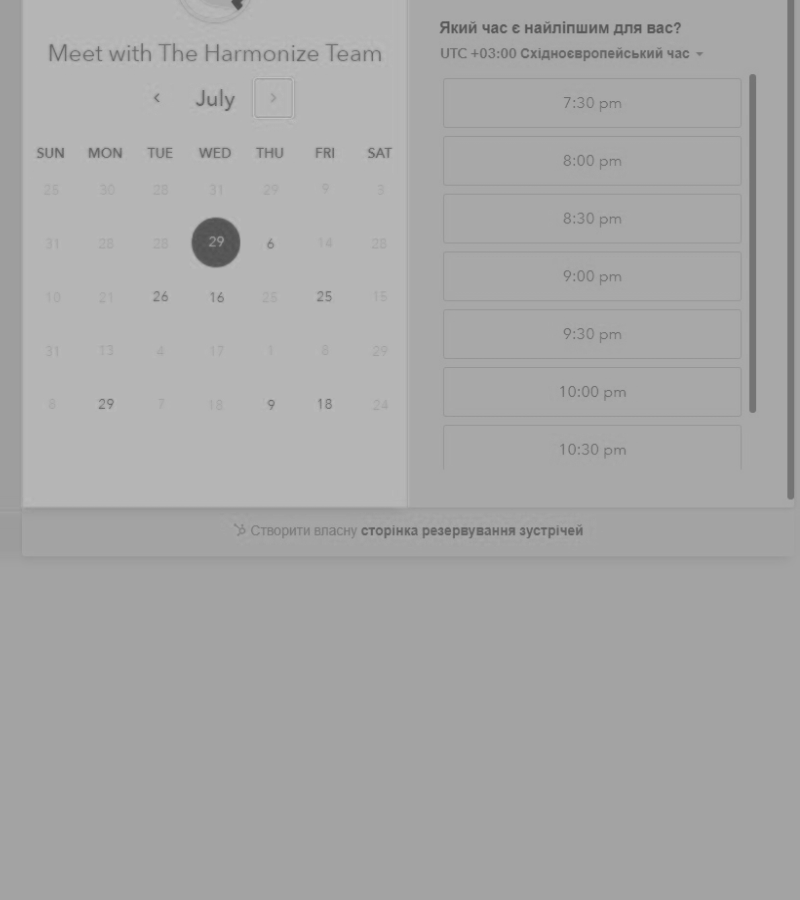 Meet with The Harmonize Team
July
SUN MON TUE WED THU FRI SAT
25 30 28 31 29 9 3
31 28 28 29 6 14 28
10 21 26 16 25 25 15
31 13 4 17 1 8 29
8 29 7 18 9 18 24
Який час є найліпшим для вас?
UTC +03:00 Східноєвропейський час
7:30 pm
8:00 pm
8:30 pm
9:00 pm
9:30 pm
10:00 pm
10:30 pm
Створити власну сторінка резервування зустрічей